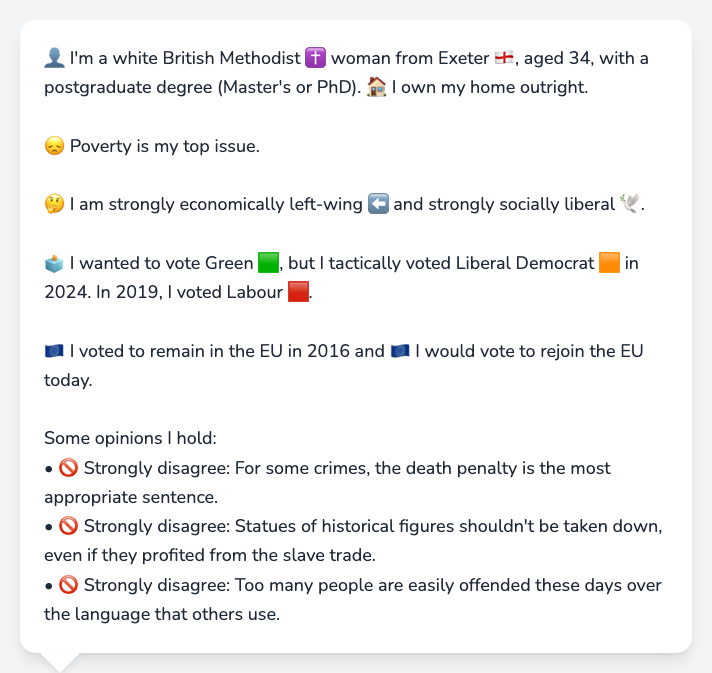 👤 I'm a white British Methodist ✝️ woman from Exeter 🏴󠁧󠁢󠁥󠁮󠁧󠁿, aged 34, with a
postgraduate degree (Master's or PhD). 🏠 I own my home outright.
😞 Poverty is my top issue.
🤔 I am strongly economically left-wing ⬅️ and strongly socially liberal 🕊️.
🗳️ I wanted to vote Green 🟩, but I tactically voted Liberal Democrat 🟧 in
2024. In 2019, I voted Labour 🟥.
🇪🇺 I voted to remain in the EU in 2016 and 🇪🇺 I would vote to rejoin the EU
today.
Some opinions I hold:
• 🚫 Strongly disagree: For some crimes, the death penalty is the most
appropriate sentence.
• 🚫 Strongly disagree: Statues of historical figures shouldn't be taken down,
even if they profited from the slave trade.
• 🚫 Strongly disagree: Too many people are easily offended these days over
the language that others use.